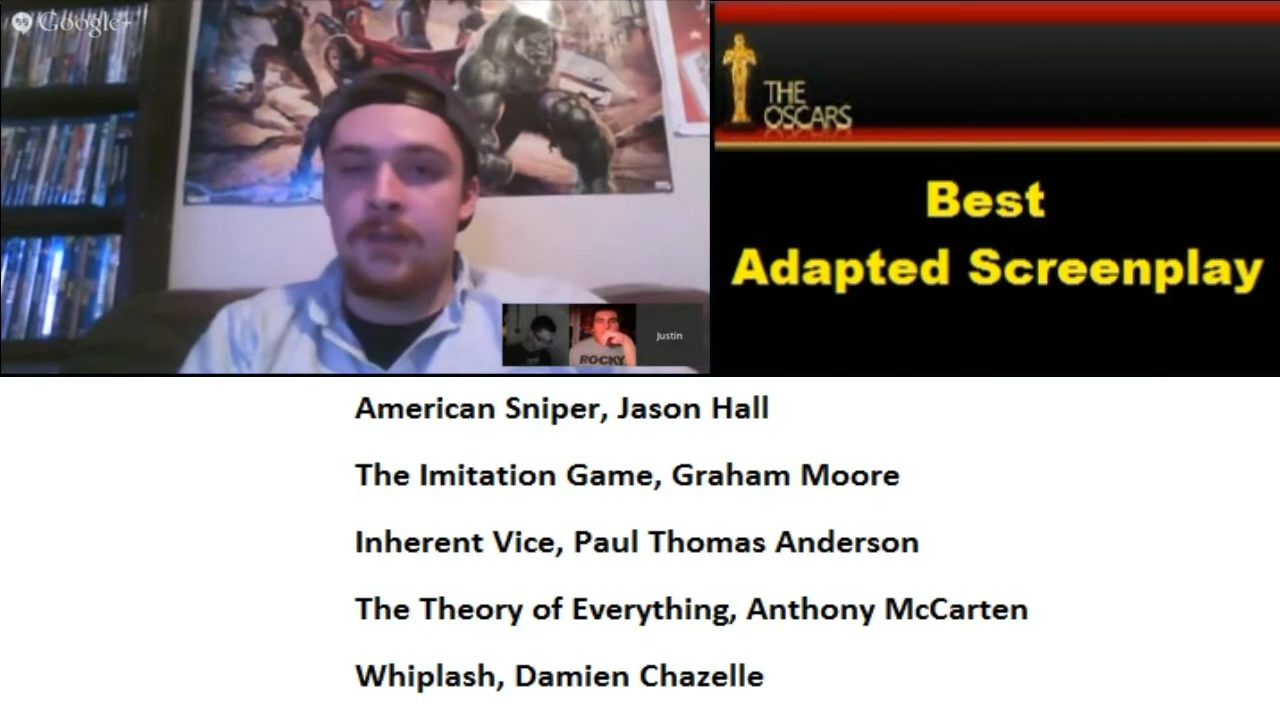 Google+
THE
OSCARS
Best
Adapted Screenplay
Justin
ROCKY
American Sniper, Jason Hall
The Imitation Game, Graham Moore
Inherent Vice, Paul Thomas Anderson
The Theory of Everything, Anthony McCarten
Whiplash, Damien Chazelle